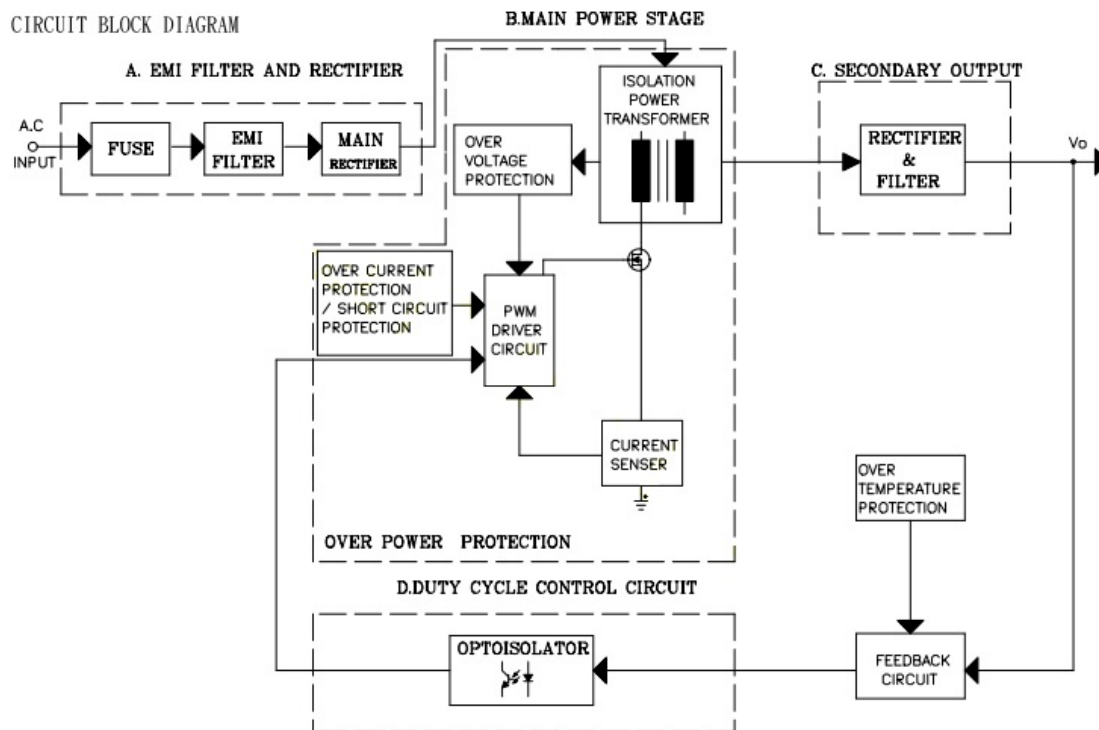 CIRCUIT BLOCK DIAGRAM
B.MAIN POWER STAGE
A. EMI FILTER AND RECTIFIER
C. SECONDARY OUTPUT
A.C
INPUT
FUSE
EMI
FILTER
MAIN
RECTIFIER
OVER
VOLTAGE
PROTECTION
ISOLATION
POWER
TRANSFORMER
RECTIFIER
&
FILTER
Vo
OVER CURRENT
PROTECTION
/ SHORT CIRCUIT
PROTECTION
PWM
DRIVER
CIRCUIT
CURRENT
SENSER
OVER
TEMPERATURE
PROTECTION
OVER POWER PROTECTION
D.DUTY CYCLE CONTROL CIRCUIT
OPTOISOLATOR
FEEDBACK
CIRCUIT